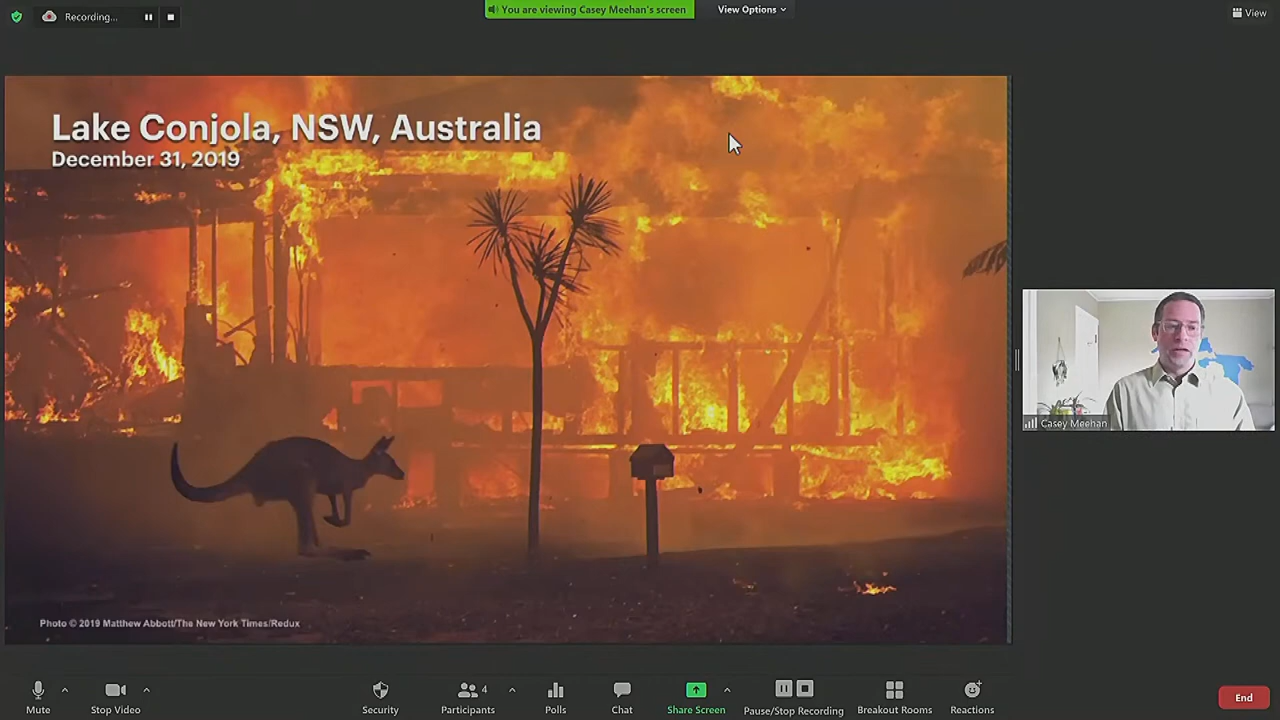 Recording...
You are viewing Casey Meehan's screen
View Options
View
Lake Conjola, NSW, Australia
December 31, 2019
Casey Meehan
Photo © 2019 Matthew Abbott/The New York Times/Redux
Mute
Stop Video
Security
Participants
4
Polls
Chat
Share Screen
Pause/Stop Recording
Breakout Rooms
Reactions
End